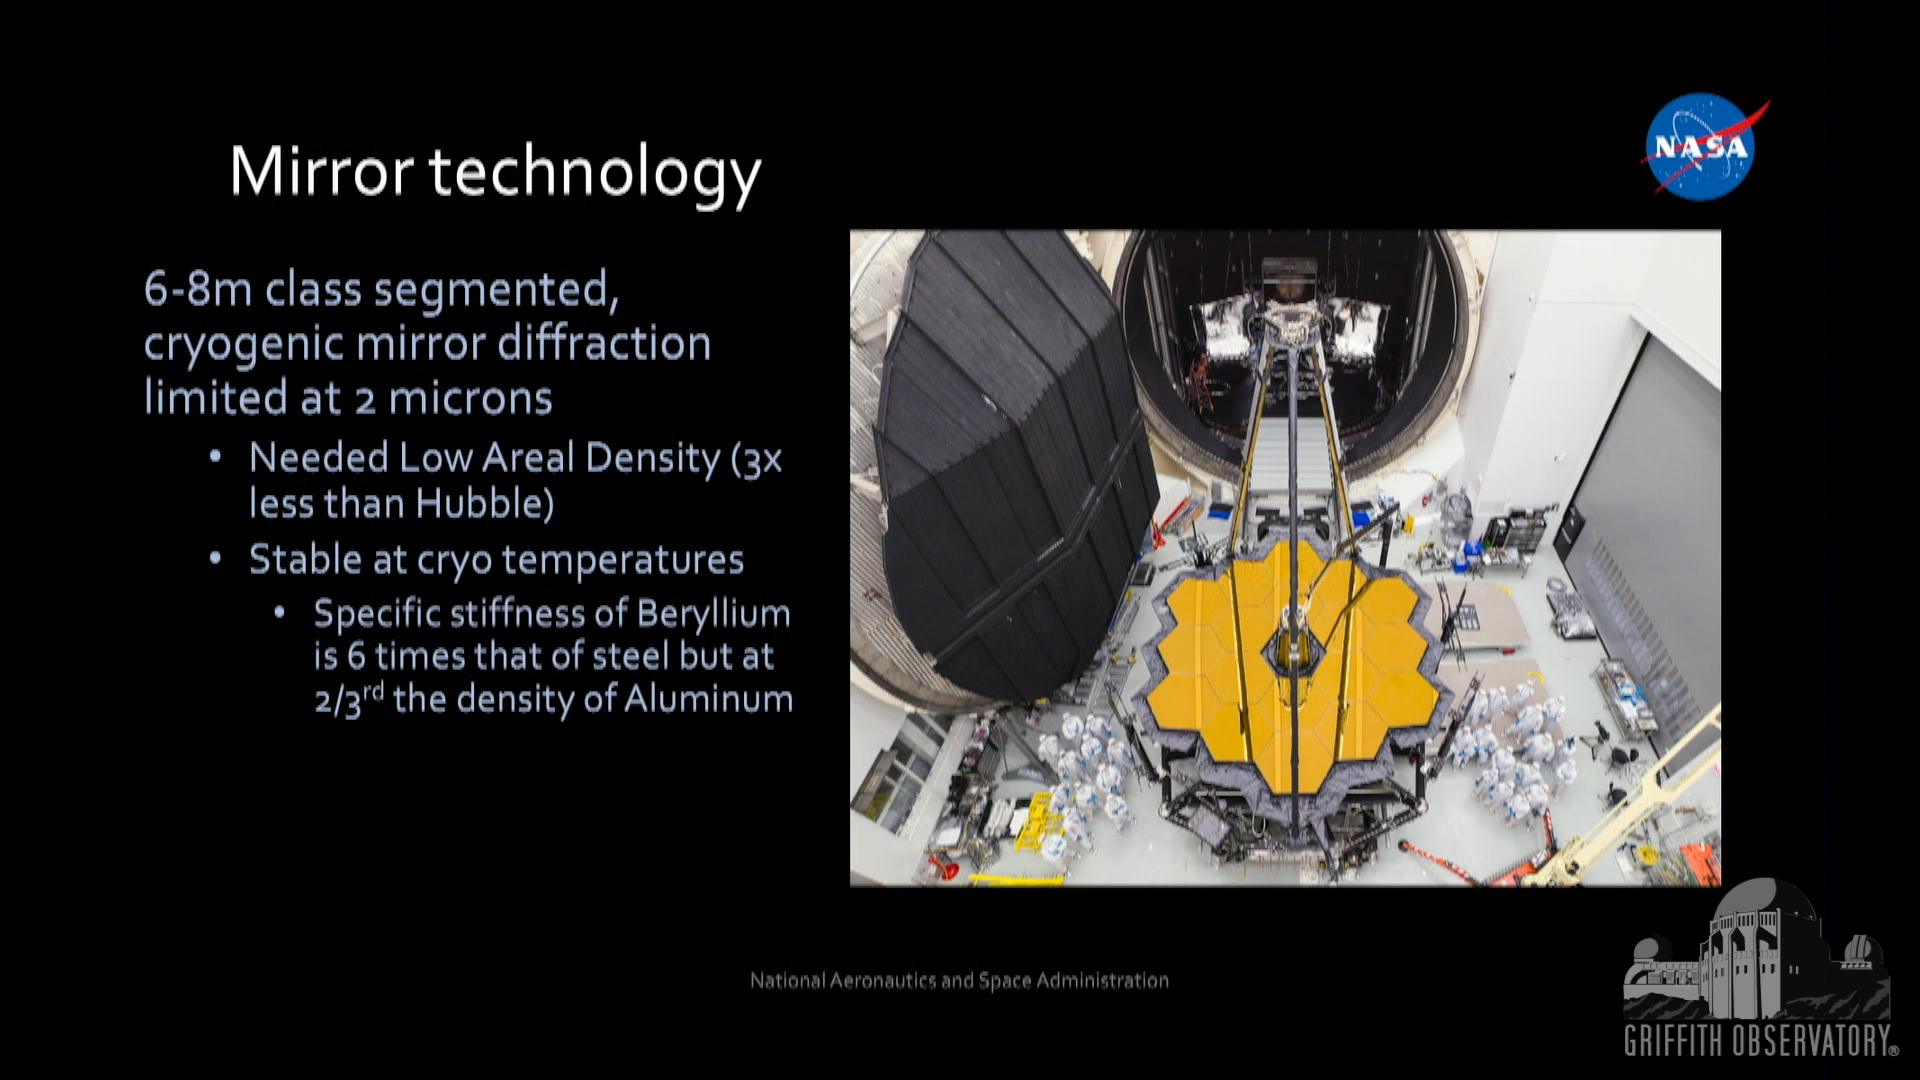 NASA
Mirror technology
6-8m class segmented,
cryogenic mirror diffraction
limited at 2 microns
• Needed Low Areal Density (3x
less than Hubble)
• Stable at cryo temperatures
• Specific stiffness of Beryllium
is 6 times that of steel but at
2/3rd the density of Aluminum
National Aeronautics and Space Administration
GRIFFITH OBSERVATORY®